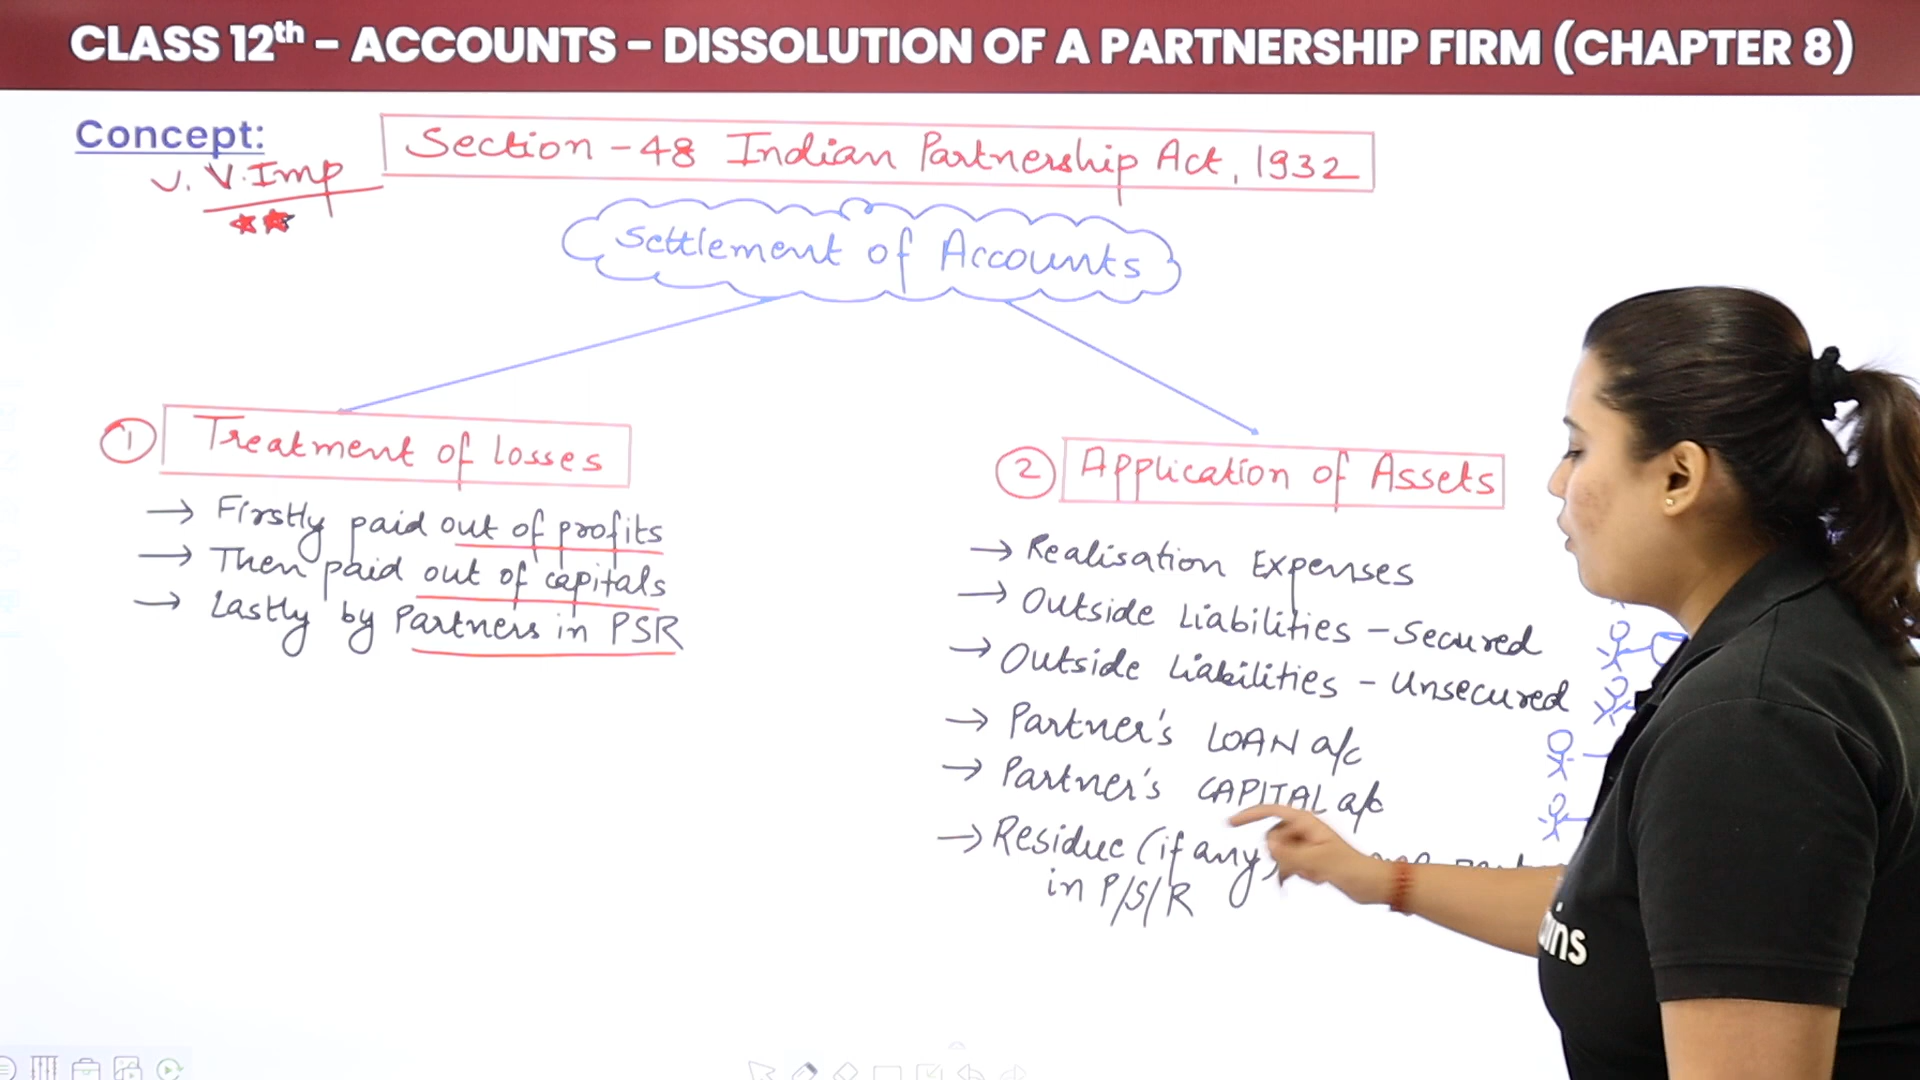 CLASS 12th - ACCOUNTS - DISSOLUTION OF A PARTNERSHIP FIRM (CHAPTER 8)
Concept:
V. V. Imp
Section - 48 Indian Partnership Act, 1932
Settlement of Accounts
1 Treatment of losses
→ Firstly paid out of profits
→ Then paid out of capitals
→ Lastly by Partners in PSR
2 Application of Assets
→ Realisation Expenses
→ Outside Liabilities - Secured
→ Outside Liabilities - Unsecured
→ Partner's LOAN a/c
→ Partner's CAPITAL a/c
→ Residue (if any)
in P/S/R